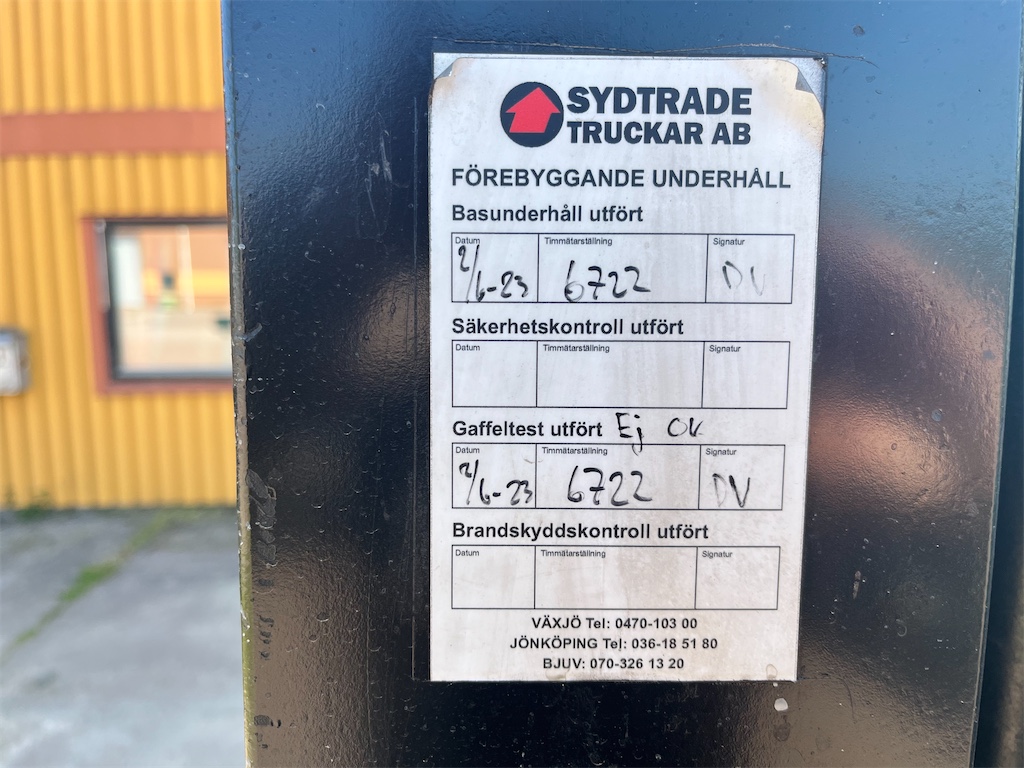 SYDTRADE
TRUCKAR AB
FÖREBYGGANDE UNDERHÅLL
Basunderhåll utfört
Datum Timmätarställning Signatur
2/6-23 6722 DV
Säkerhetskontroll utfört
Datum Timmätarställning Signatur
Gaffeltest utfört Ej OK
Datum Timmätarställning Signatur
2/6-23 6722 DV
Brandskyddskontroll utfört
Datum Timmätarställning Signatur
VÄXJÖ Tel: 0470-103 00
JÖNKÖPING Tel: 036-18 51 80
BJUV: 070-326 13 20